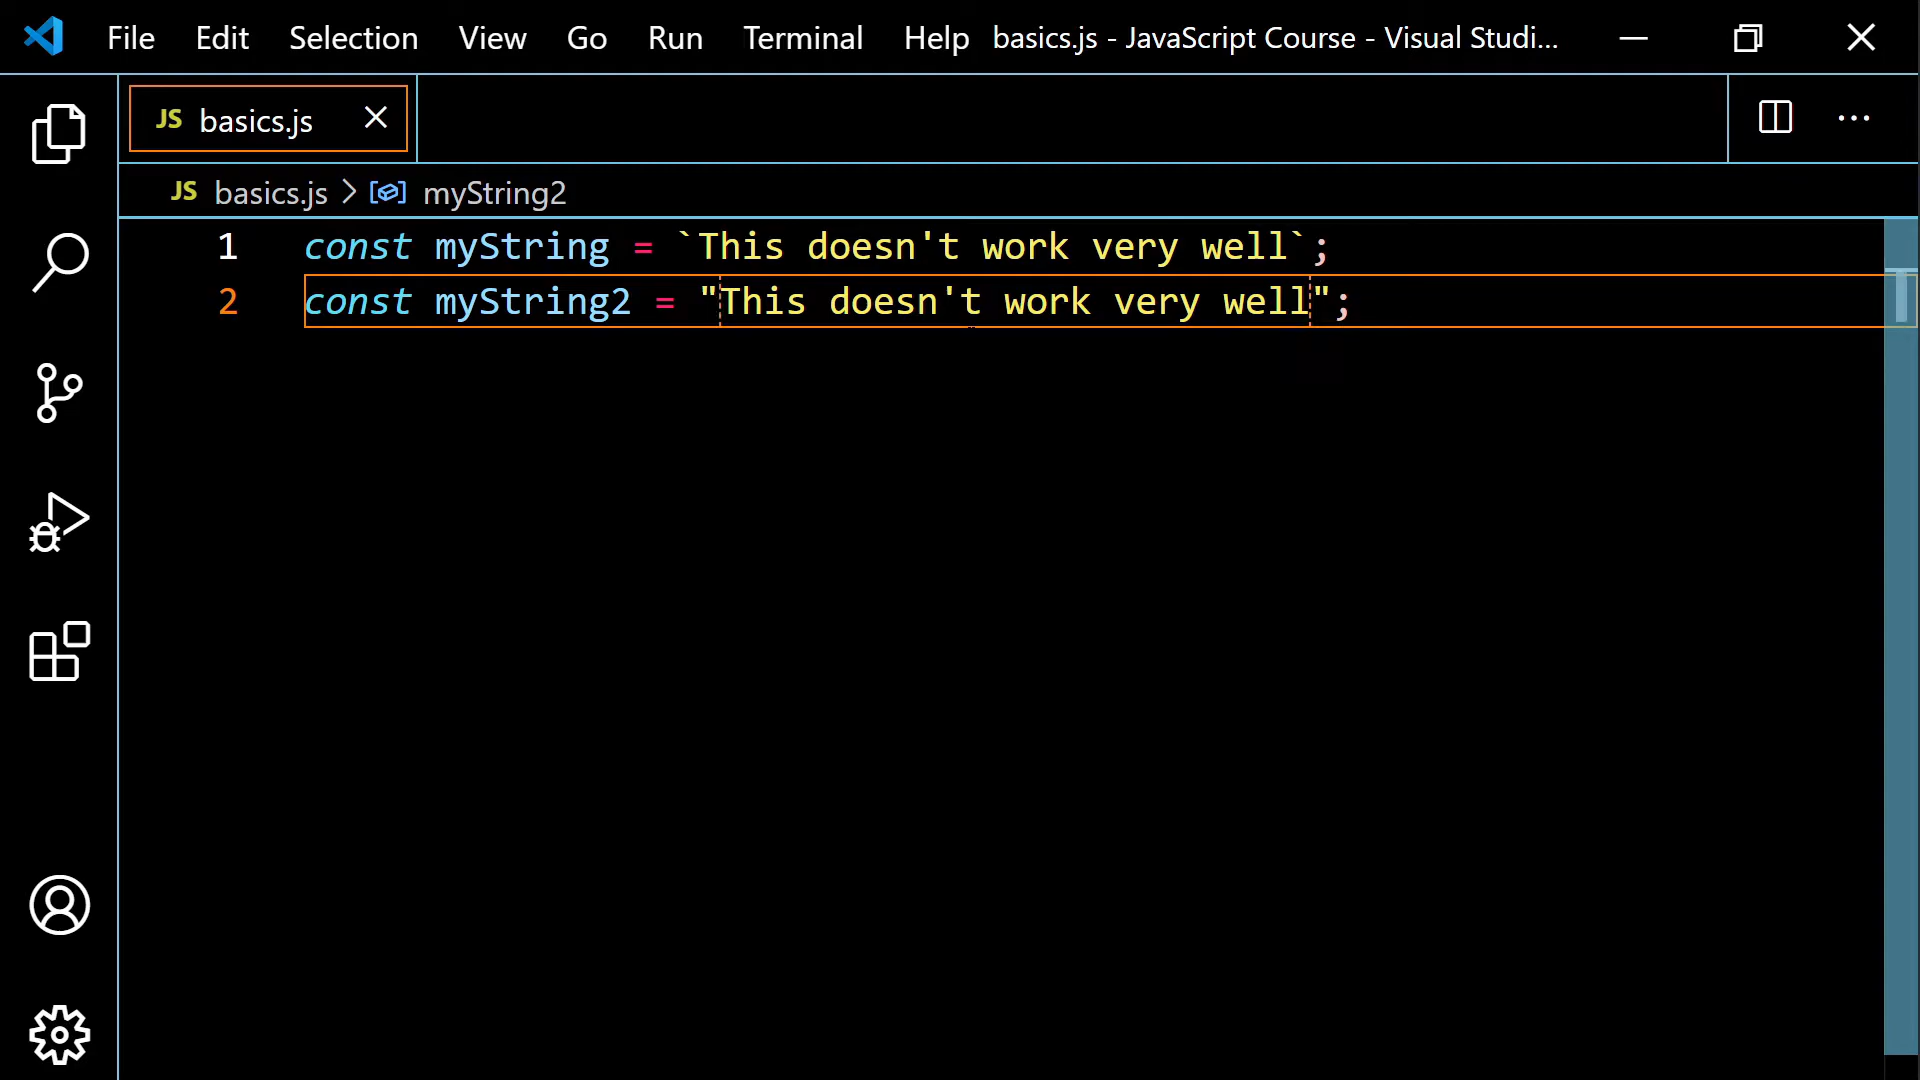 File Edit Selection View Go Run Terminal Help basics.js - JavaScript Course - Visual Studi...
JS basics.js
JS basics.js > myString2
1 const myString = `This doesn't work very well`;
2 const myString2 = "This doesn't work very well";